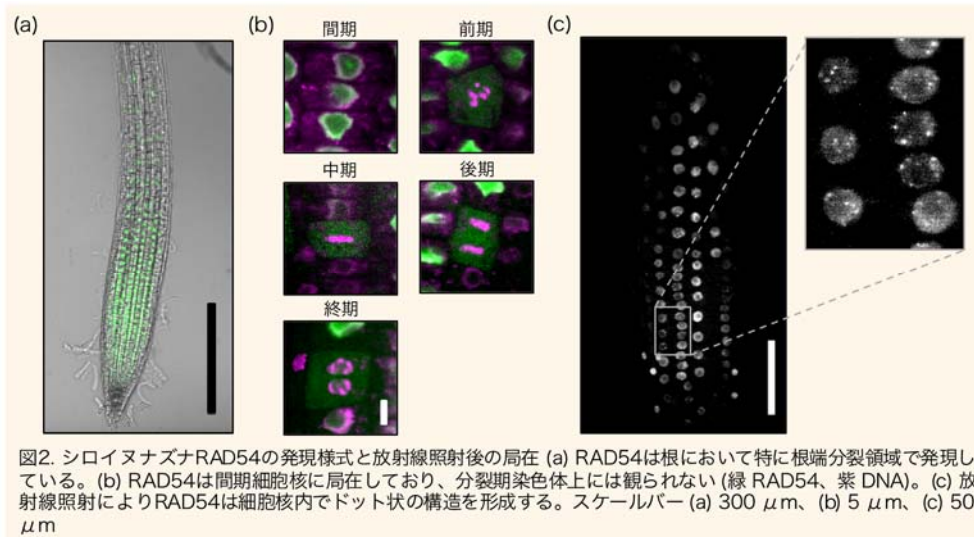 (a)
(b)
間期
前期
中期
後期
終期
(c)
図2. シロイヌナズナRAD54の発現様式と放射線照射後の局在 (a) RAD54は根において特に根端分裂領域で発現し
ている。(b) RAD54は間期細胞核に局在しており、分裂期染色体上には観られない (緑 RAD54、紫 DNA)。(c) 放
射線照射によりRAD54は細胞核内でドット状の構造を形成する。スケールバー (a) 300 μm、(b) 5 μm、(c) 50
μm